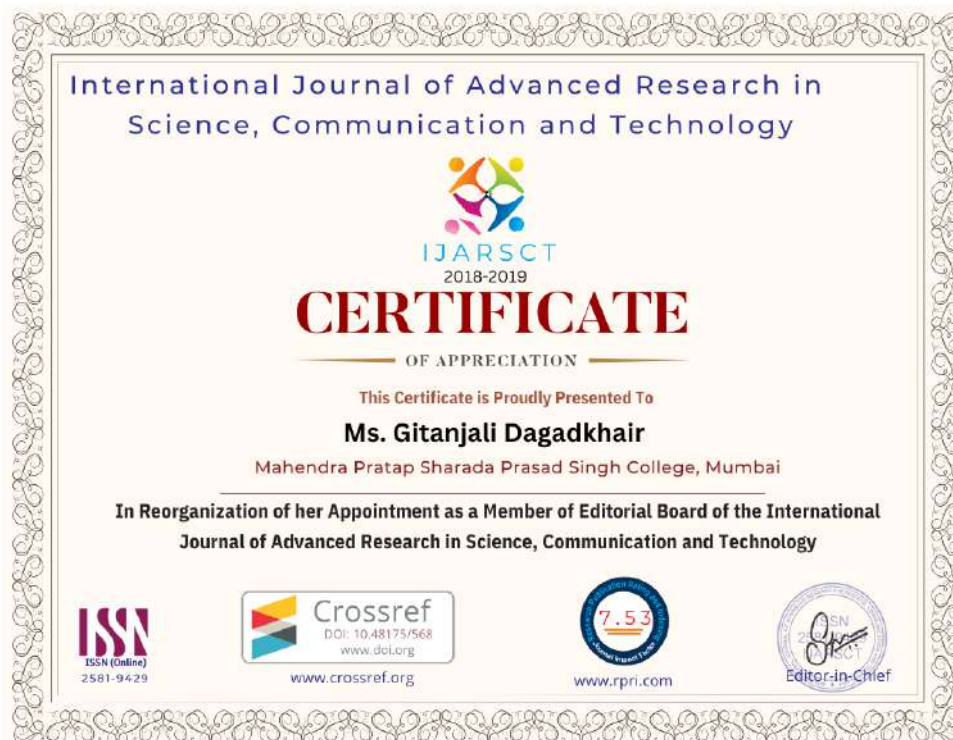 International Journal of Advanced Research in
Science, Communication and Technology
IJARSCT
2018-2019
CERTIFICATE
OF APPRECIATION
This Certificate is Proudly Presented To
Ms. Gitanjali Dagadkhair
Mahendra Pratap Sharada Prasad Singh College, Mumbai
In Reorganization of her Appointment as a Member of Editorial Board of the International
Journal of Advanced Research in Science, Communication and Technology
ISSN
ISSN (Online)
2581-9429
Crossref
DOI: 10.48175/568
www.doi.org
www.crossref.org
7.53
Journal Impact Factor
www.rpri.com
ISSN
Editor-in-Chief